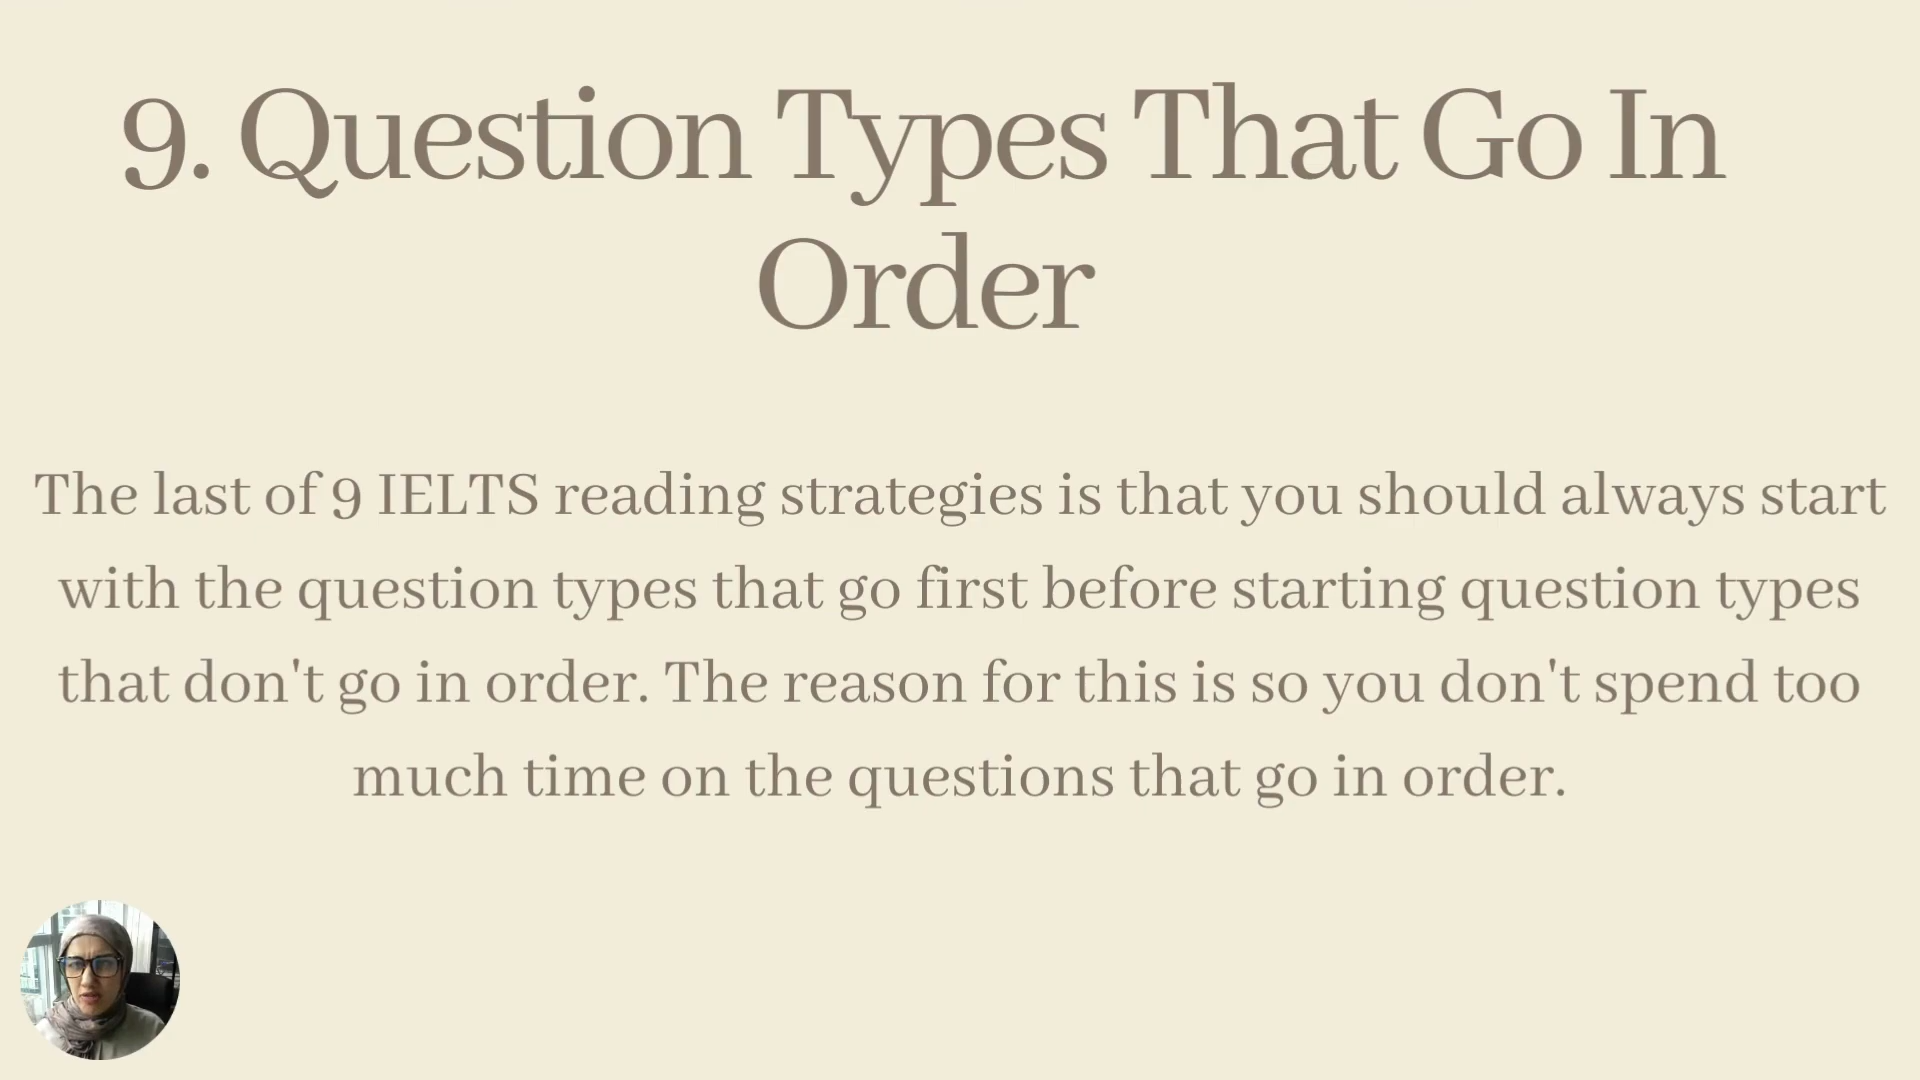 9. Question Types That Go In
Order
The last of 9 IELTS reading strategies is that you should always start
with the question types that go first before starting question types
that don't go in order. The reason for this is so you don't spend too
much time on the questions that go in order.